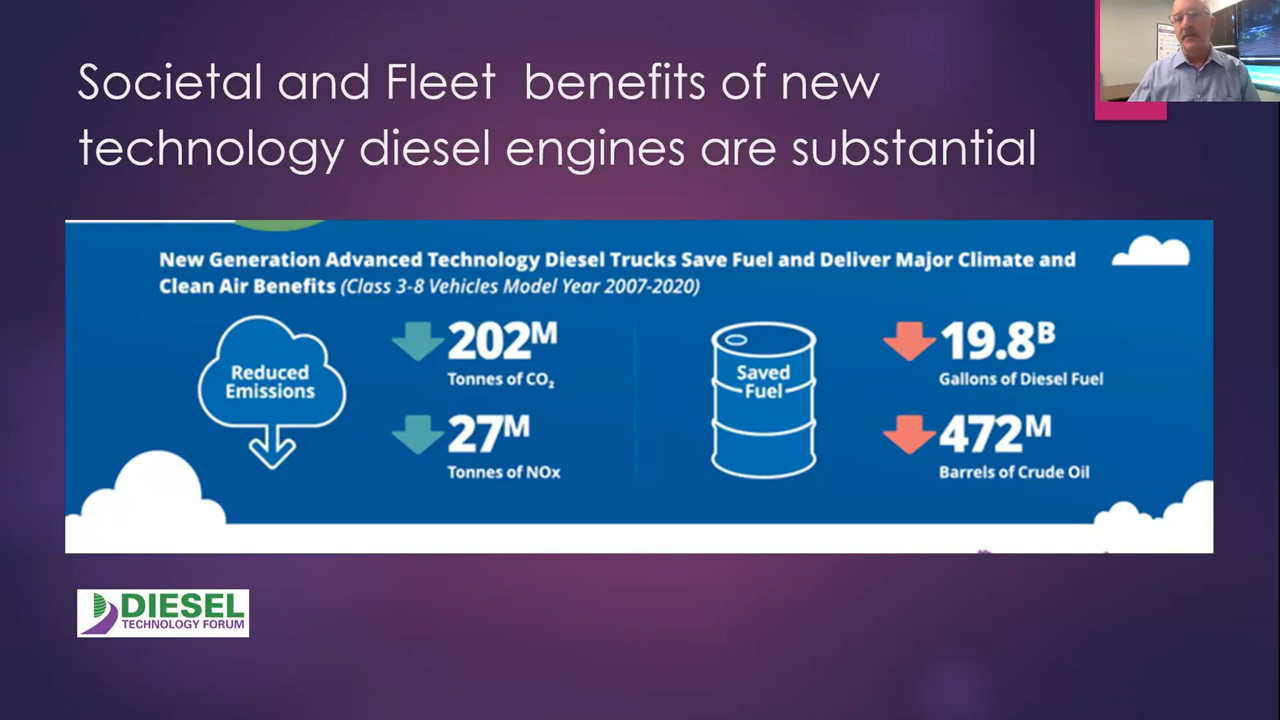 Societal and Fleet benefits of new
technology diesel engines are substantial
New Generation Advanced Technology Diesel Trucks Save Fuel and Deliver Major Climate and
Clean Air Benefits (Class 3-8 Vehicles Model Year 2007-2020)
Reduced
Emissions
202M
Tonnes of CO₂
27M
Tonnes of NOx
Saved
Fuel
19.8B
Gallons of Diesel Fuel
472M
Barrels of Crude Oil
DIESEL
TECHNOLOGY FORUM